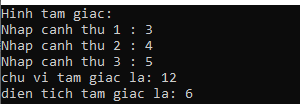 Hinh tam giac:
Nhap canh thu 1 : 3
Nhap canh thu 2 : 4
Nhap canh thu 3 : 5
chu vi tam giac la: 12
dien tich tam giac la: 6